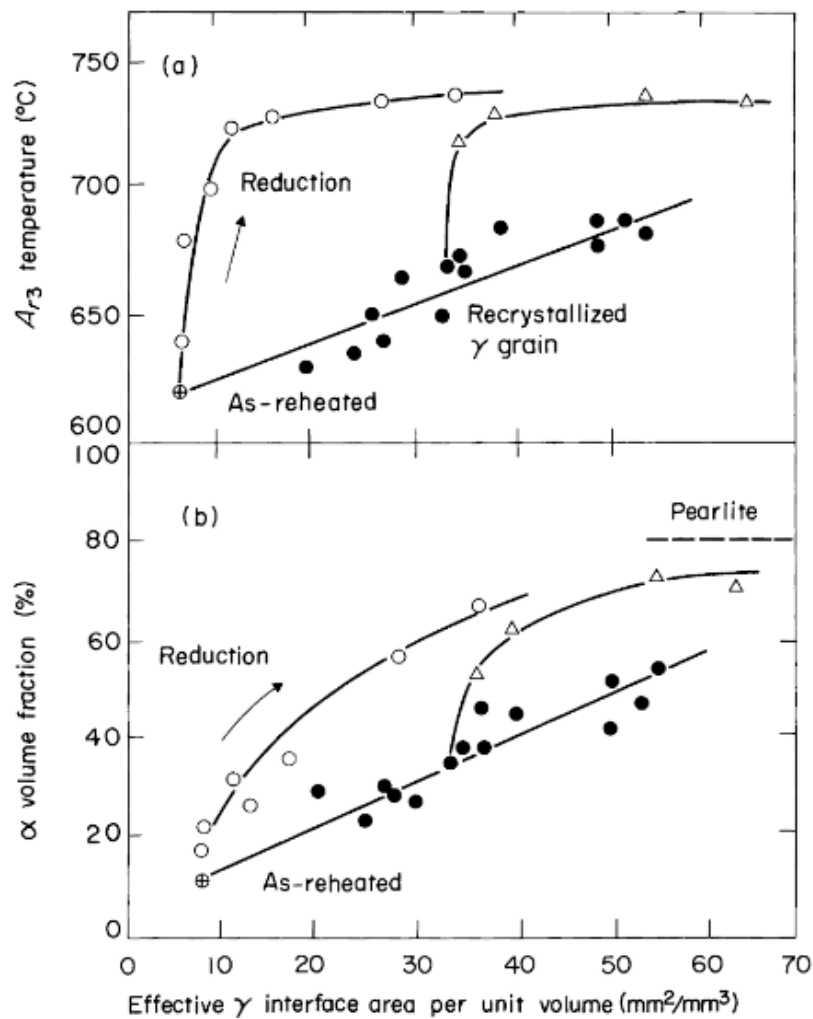 (a)
750
700
650
600
Ar3 temperature (°C)
Reduction
Recrystallized
γ grain
As-reheated
(b)
100
80
60
40
20
0
α volume fraction (%)
Pearlite
Reduction
As-reheated
0 10 20 30 40 50 60 70
Effective γ interface area per unit volume (mm²/mm³)